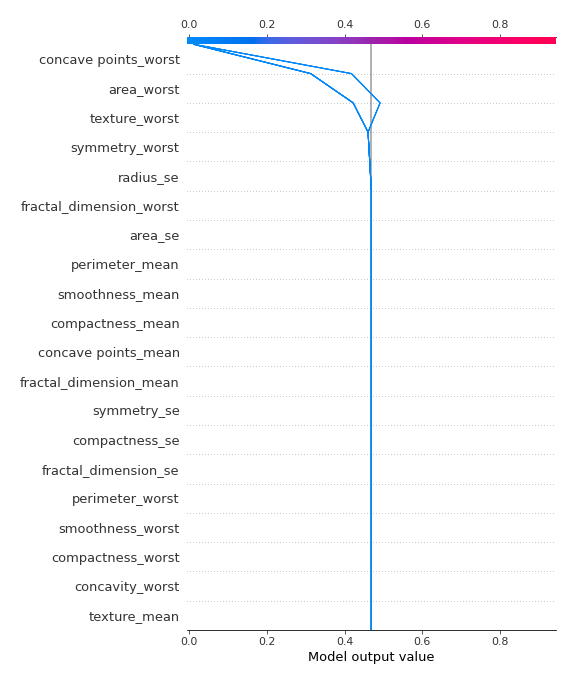 0.0 0.2 0.4 0.6 0.8
concave points_worst
area_worst
texture_worst
symmetry_worst
radius_se
fractal_dimension_worst
area_se
perimeter_mean
smoothness_mean
compactness_mean
concave points_mean
fractal_dimension_mean
symmetry_se
compactness_se
fractal_dimension_se
perimeter_worst
smoothness_worst
compactness_worst
concavity_worst
texture_mean
0.0 0.2 0.4 0.6 0.8
Model output value